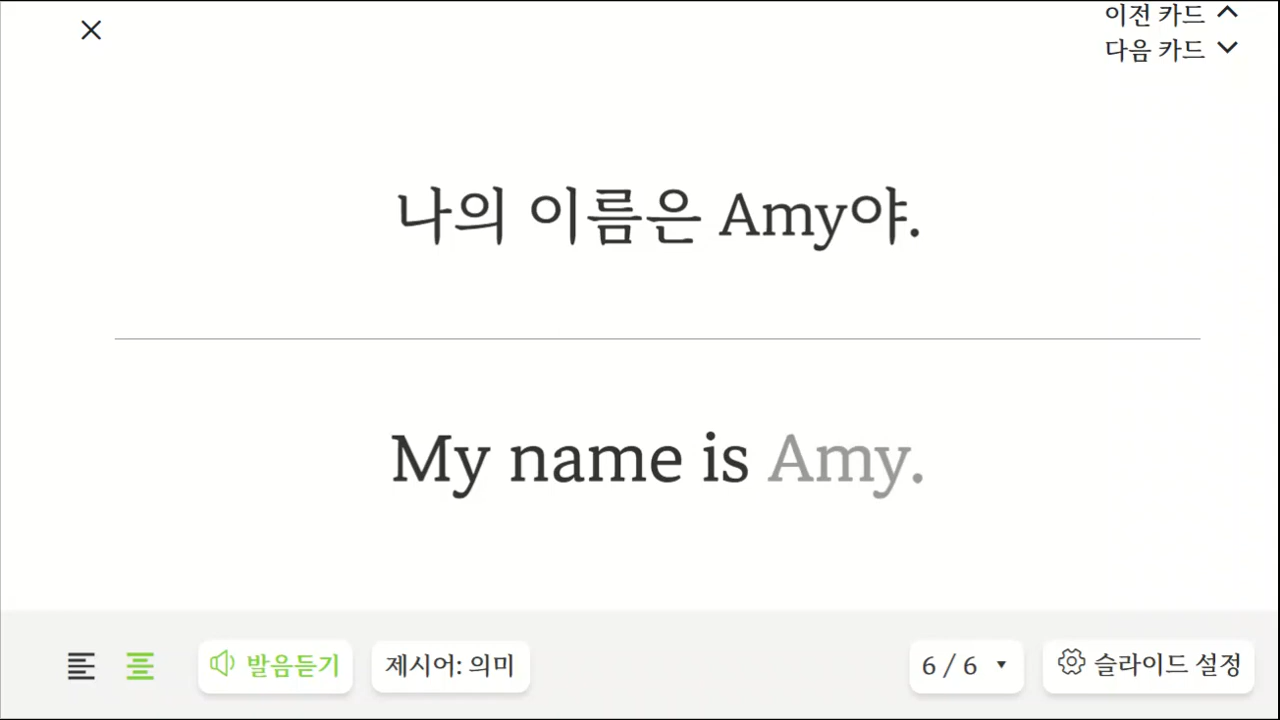 이전 카드
다음 카드
나의 이름은 Amy야.
My name is Amy.
발음듣기
제시어: 의미
6 / 6
슬라이드 설정